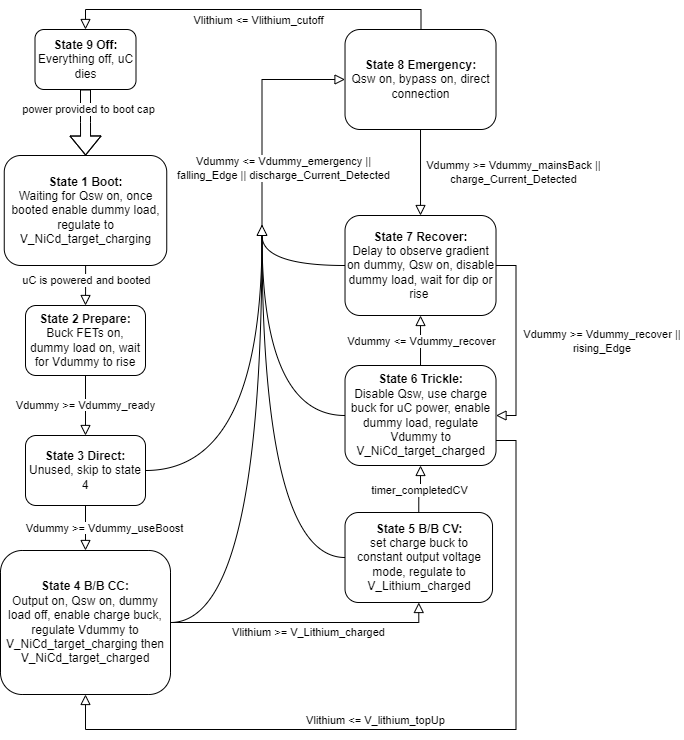 Vlithium <= Vlithium_cutoff
State 9 Off:
Everything off, uC
dies
State 8 Emergency:
Qsw on, bypass on, direct
connection
power provided to boot cap
Vdummy <= Vdummy_emergency ||
falling_Edge || discharge_Current_Detected
Vdummy >= Vdummy_mainsBack ||
charge_Current_Detected
State 1 Boot:
Waiting for Qsw on, once
booted enable dummy load,
regulate to
V_NiCd_target_charging
State 7 Recover:
Delay to observe gradient
on dummy, Qsw on, disable
dummy load, wait for dip or
rise
uC is powered and booted
State 2 Prepare:
Buck FETs on,
dummy load on, wait
for Vdummy to rise
Vdummy <= Vdummy_recover
Vdummy >= Vdummy_recover ||
rising_Edge
State 6 Trickle:
Disable Qsw, use charge
buck for uC power, enable
dummy load, regulate
Vdummy to
V_NiCd_target_charged
Vdummy >= Vdummy_ready
State 3 Direct:
Unused, skip to state
4
timer_completedCV
Vdummy >= Vdummy_useBoost
State 5 B/B CV:
set charge buck to
constant output voltage
mode, regulate to
V_Lithium_charged
State 4 B/B CC:
Output on, Qsw on, dummy
load off, enable charge buck,
regulate Vdummy to
V_NiCd_target_charging then
V_NiCd_target_charged
Vlithium >= V_Lithium_charged
Vlithium <= V_lithium_topUp